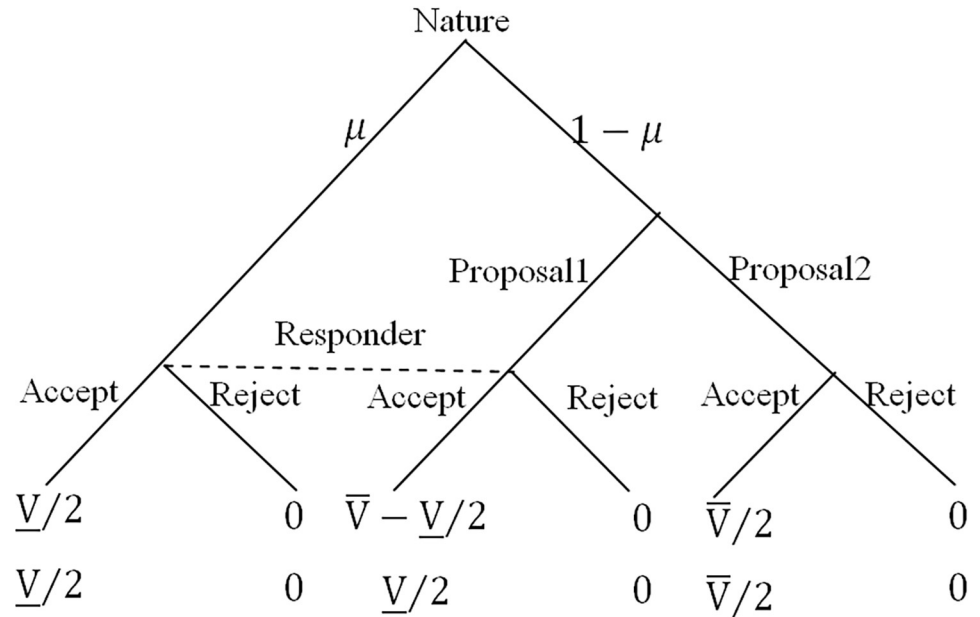 Nature
μ 1 − μ
Proposal1 Proposal2
Responder
Accept Reject Accept Reject Accept Reject
V̲/2 0 V̅ − V̲/2 0 V̅/2 0
V̲/2 0 V̲/2 0 V̅/2 0